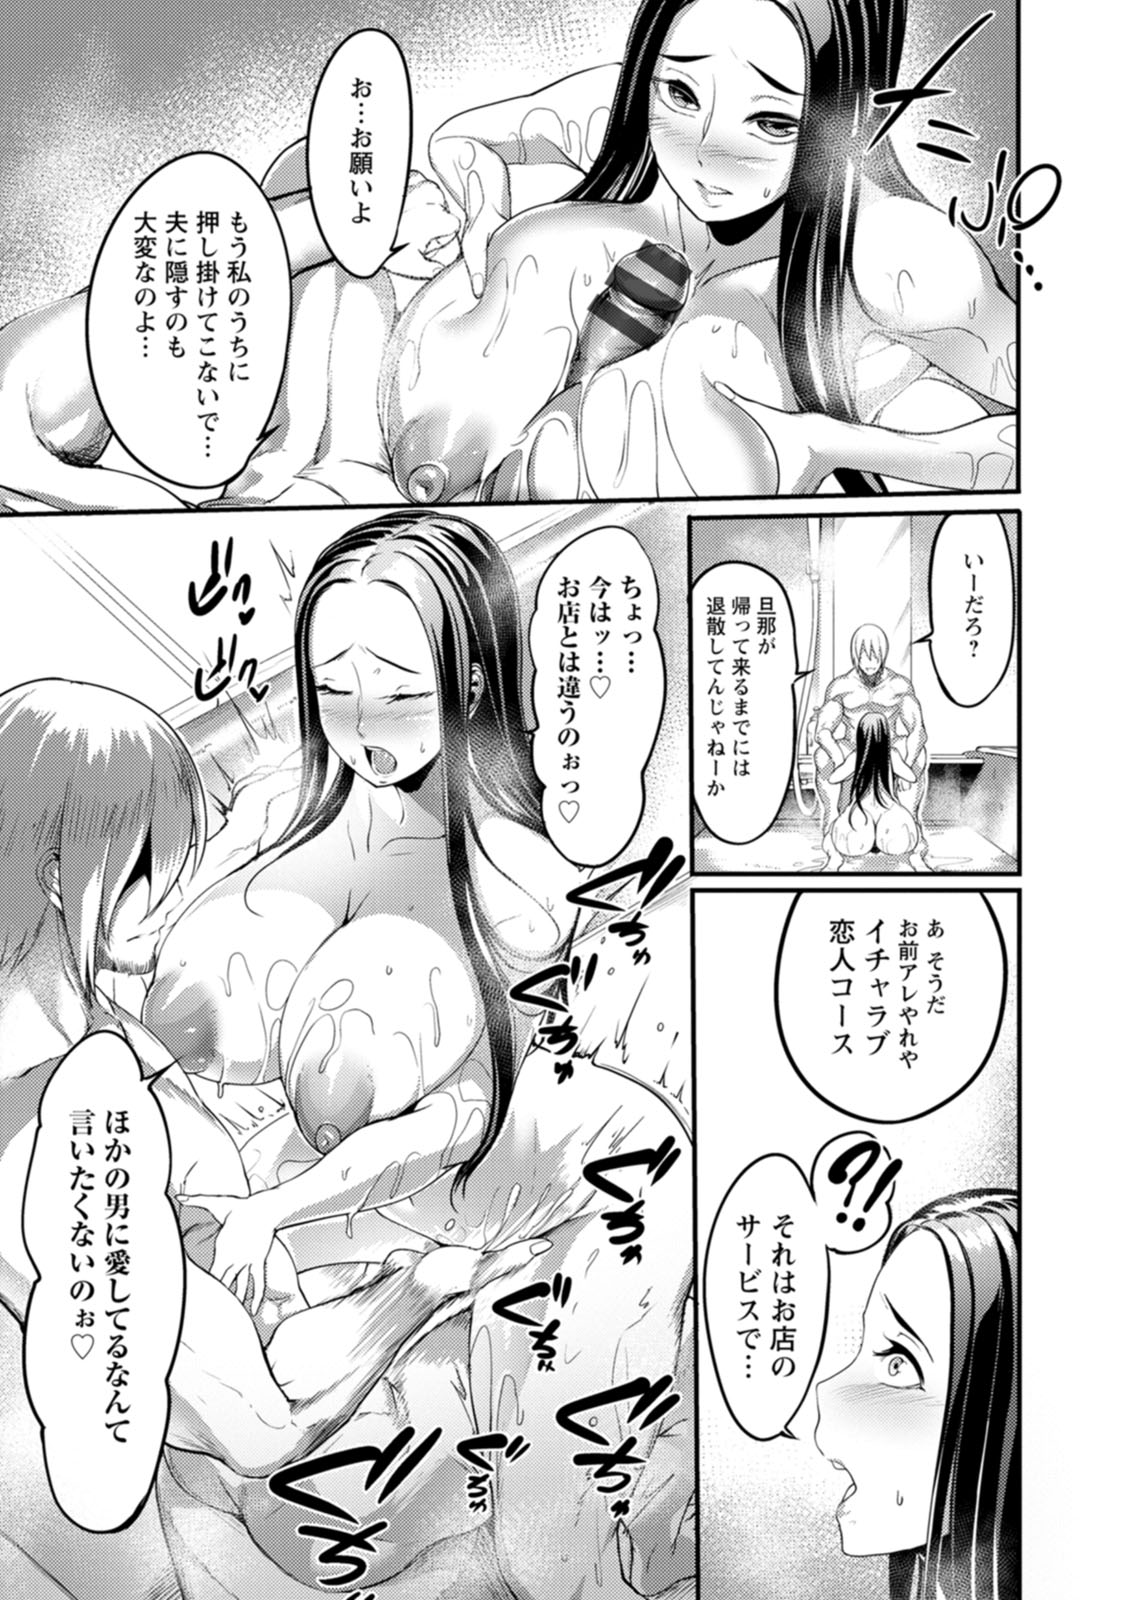 お…お願いよ
もう私のうちに
押し掛けてこないで…
夫に隠すのも
大変なのよ…
ジロ…
いーだろ?
旦那が
帰って来るまでには
退散してんじゃねーか
あ そうだ
お前アレやれや
イチャラブ
恋人コース
?!!
それはお店の
サービスで…
ちょっ…
今はッ…♡
お店とは違うのぉっ♡
ほかの男に愛してるなんて
言いたくないのぉ♡